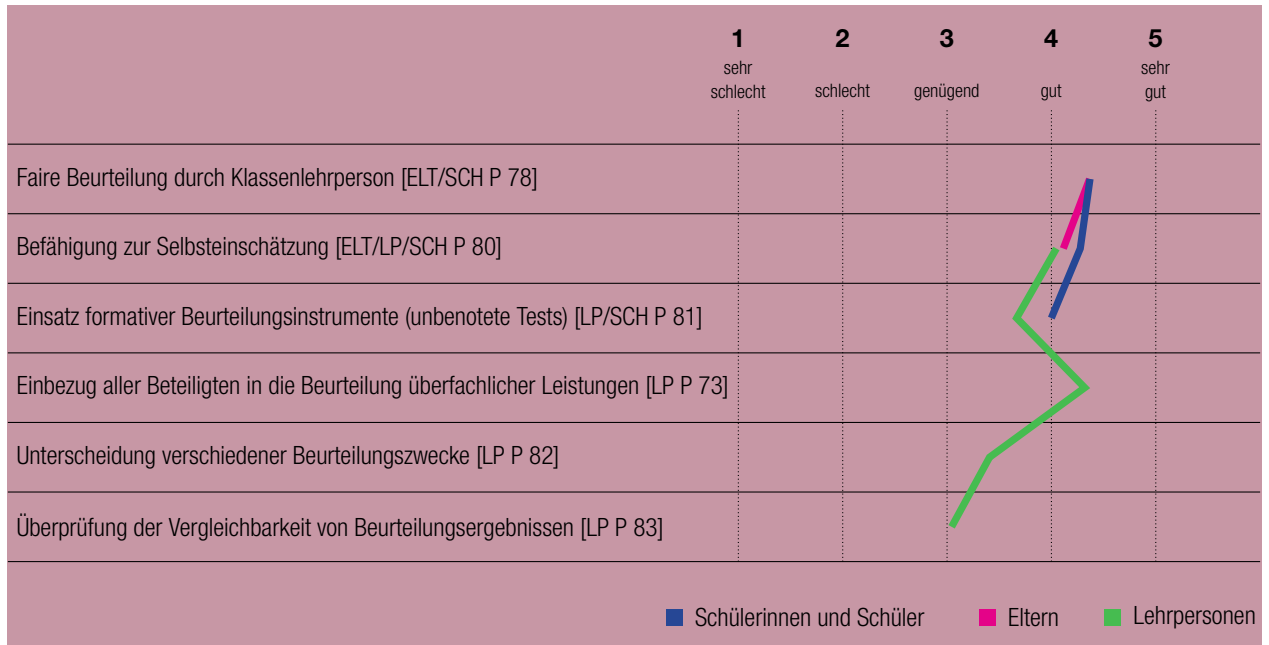 1 2 3 4 5
sehr schlecht schlecht genügend gut sehr gut
Faire Beurteilung durch Klassenlehrperson [ELT/SCH P 78]
Befähigung zur Selbsteinschätzung [ELT/LP/SCH P 80]
Einsatz formativer Beurteilungsinstrumente (unbenotete Tests) [LP/SCH P 81]
Einbezug aller Beteiligten in die Beurteilung überfachlicher Leistungen [LP P 73]
Unterscheidung verschiedener Beurteilungszwecke [LP P 82]
Überprüfung der Vergleichbarkeit von Beurteilungsergebnissen [LP P 83]
Schülerinnen und Schüler Eltern Lehrpersonen